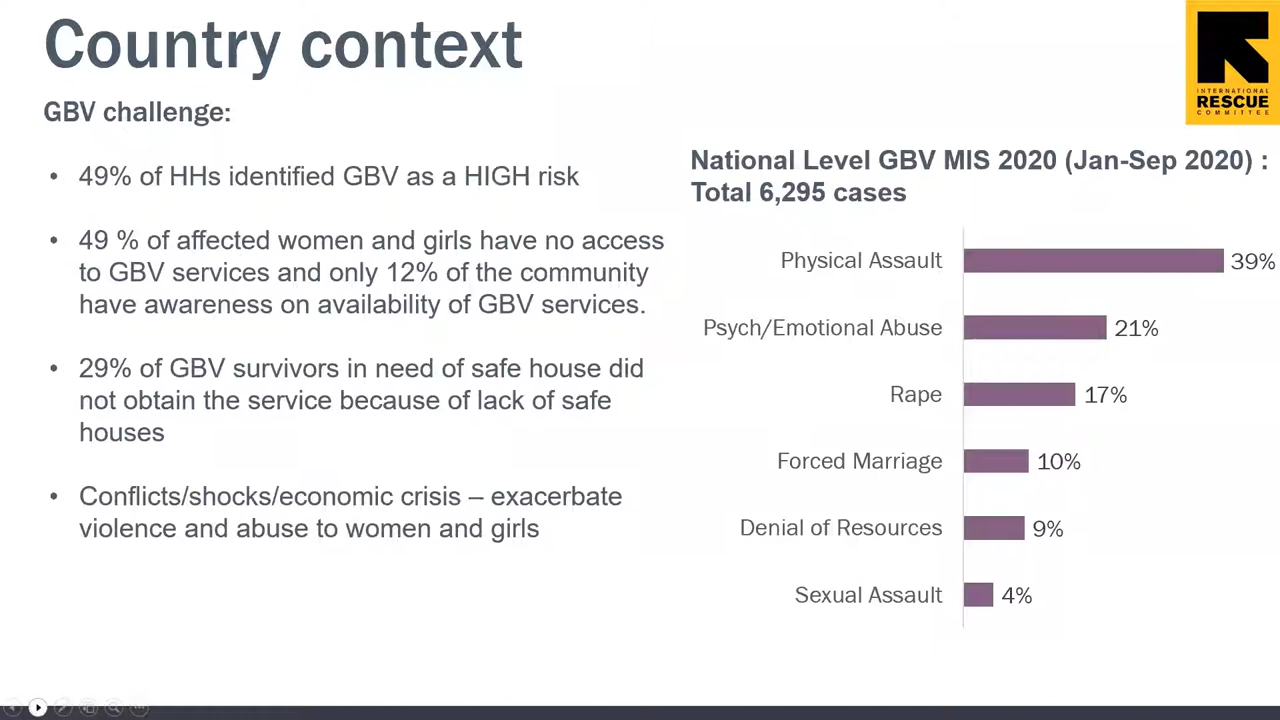 Country context
INTERNATIONAL
RESCUE
COMMITTEE
GBV challenge:
• 49% of HHs identified GBV as a HIGH risk
• 49 % of affected women and girls have no access
to GBV services and only 12% of the community
have awareness on availability of GBV services.
• 29% of GBV survivors in need of safe house did
not obtain the service because of lack of safe
houses
• Conflicts/shocks/economic crisis – exacerbate
violence and abuse to women and girls
National Level GBV MIS 2020 (Jan-Sep 2020) :
Total 6,295 cases
Physical Assault 39%
Psych/Emotional Abuse 21%
Rape 17%
Forced Marriage 10%
Denial of Resources 9%
Sexual Assault 4%